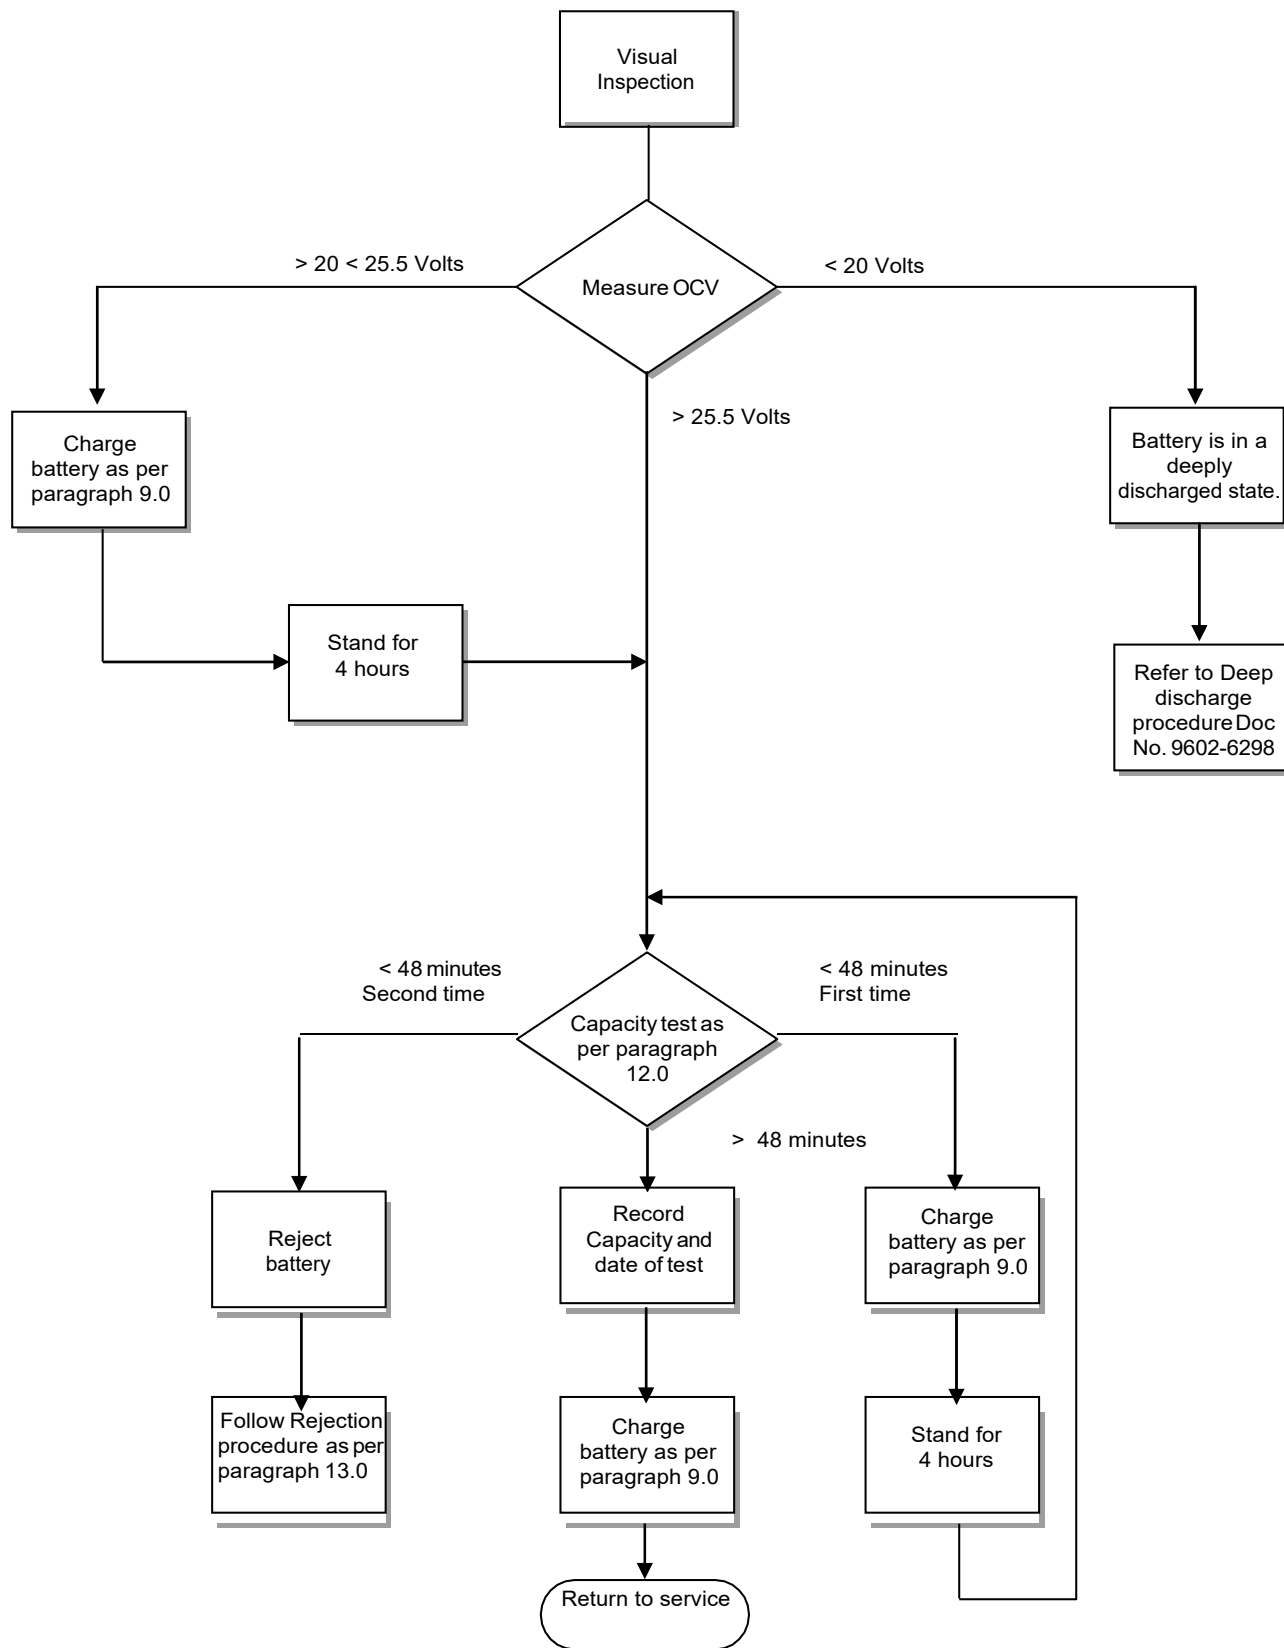 Visual
Inspection
> 20 < 25.5 Volts
< 20 Volts
Measure OCV
> 25.5 Volts
Charge
battery as per
paragraph 9.0
Battery is in a
deeply
discharged state.
Stand for
4 hours
Refer to Deep
discharge
procedure Doc
No. 9602-6298
< 48 minutes
Second time
< 48 minutes
First time
Capacity test as
per paragraph
12.0
> 48 minutes
Reject
battery
Record
Capacity and
date of test
Charge
battery as per
paragraph 9.0
Follow Rejection
procedure as per
paragraph 13.0
Charge
battery as per
paragraph 9.0
Stand for
4 hours
Return to service